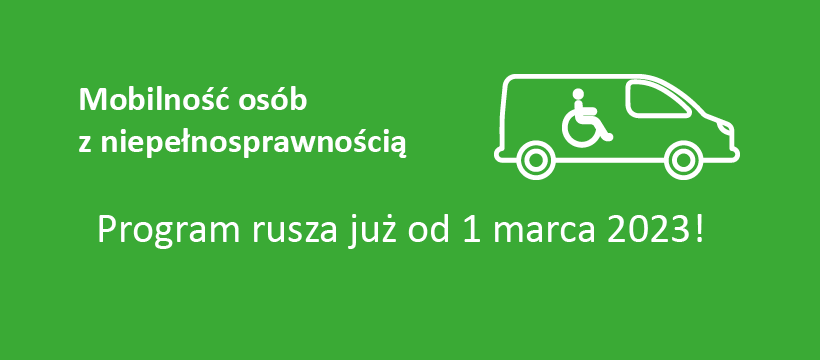 Mobilność osób
z niepełnosprawnością
Program rusza już od 1 marca 2023!